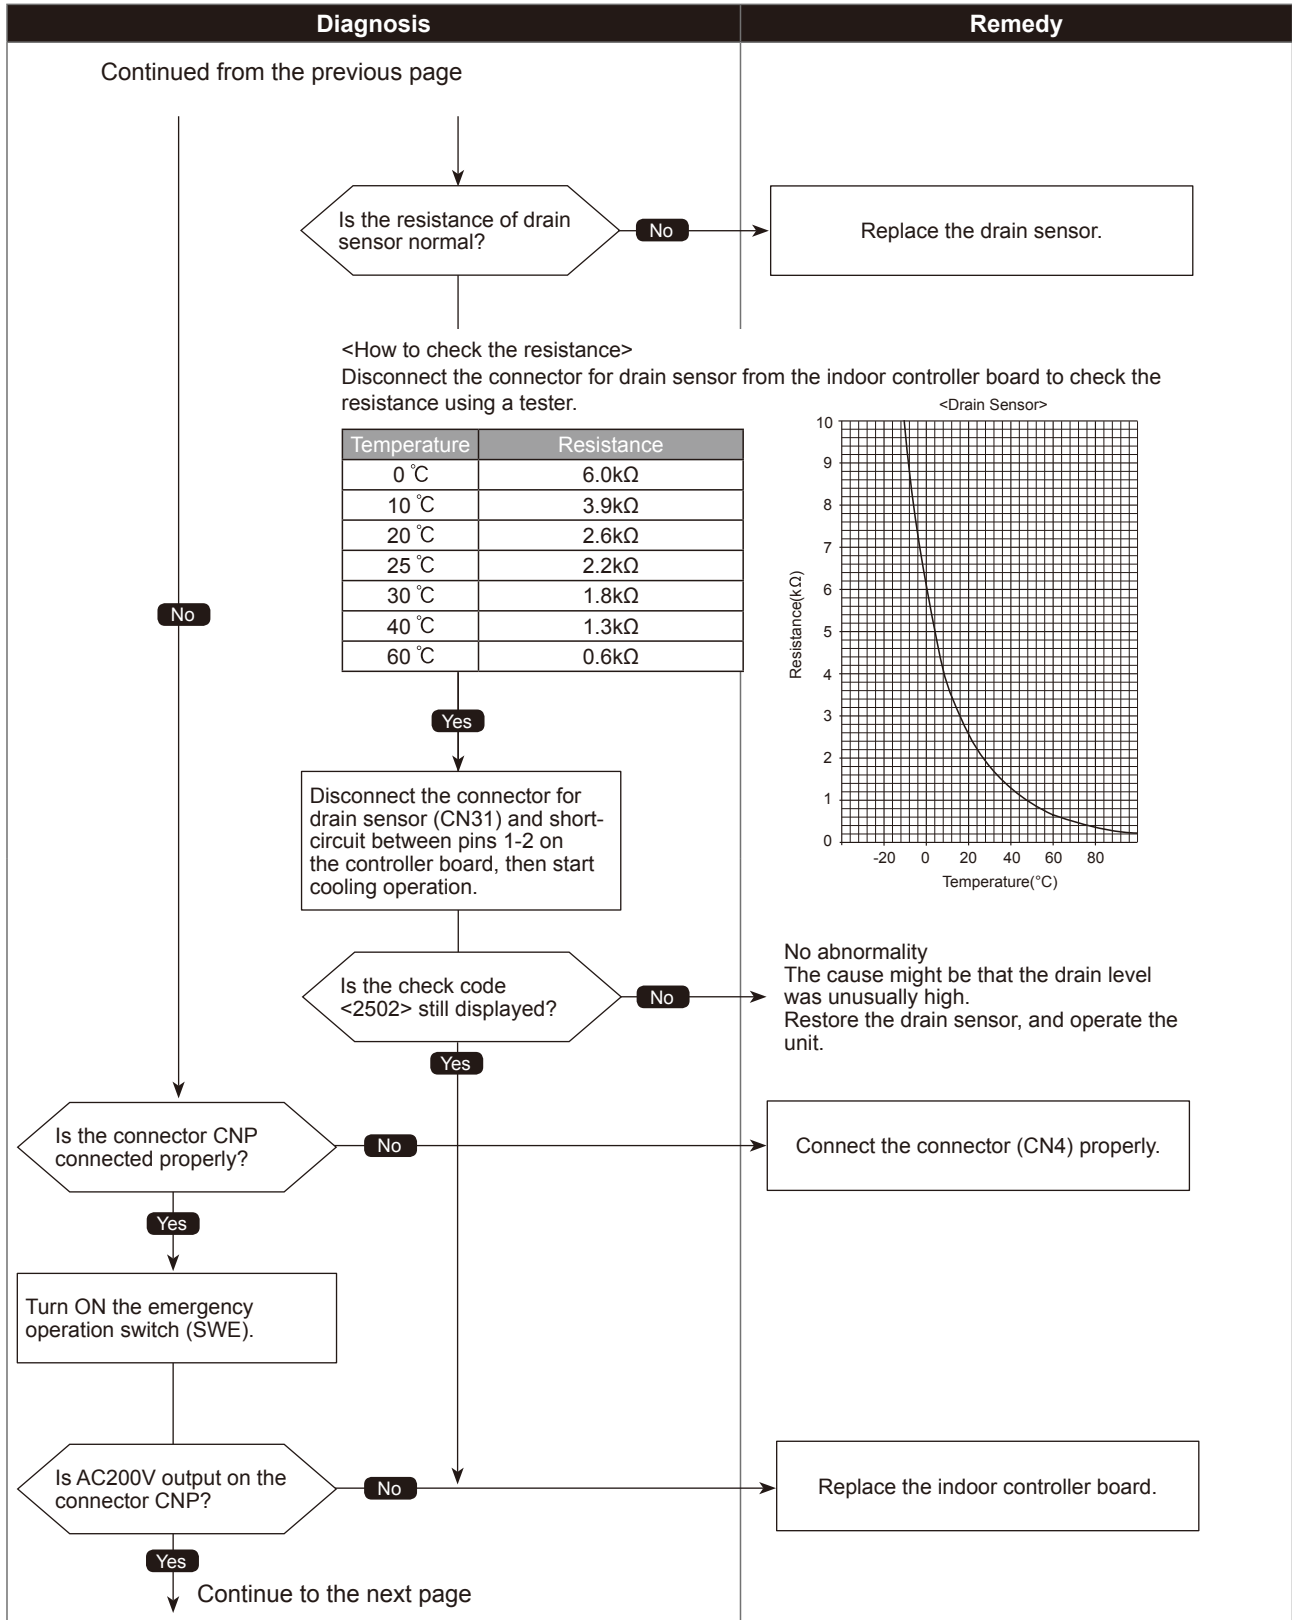 Diagnosis
Remedy
Continued from the previous page
Is the resistance of drain
sensor normal?
No
Replace the drain sensor.
<How to check the resistance>
Disconnect the connector for drain sensor from the indoor controller board to check the
resistance using a tester.
Temperature Resistance
0 °C 6.0kΩ
10 °C 3.9kΩ
20 °C 2.6kΩ
25 °C 2.2kΩ
30 °C 1.8kΩ
40 °C 1.3kΩ
60 °C 0.6kΩ
<Drain Sensor>
10
9
8
7
6
5
4
3
2
1
0
Resistance(kΩ)
-20 0 20 40 60 80
Temperature(°C)
No
Yes
Disconnect the connector for
drain sensor (CN31) and short-
circuit between pins 1-2 on
the controller board, then start
cooling operation.
Is the check code
<2502> still displayed?
No
No abnormality
The cause might be that the drain level
was unusually high.
Restore the drain sensor, and operate the
unit.
Yes
Is the connector CNP
connected properly?
No
Connect the connector (CN4) properly.
Yes
Turn ON the emergency
operation switch (SWE).
Is AC200V output on the
connector CNP?
No
Replace the indoor controller board.
Yes
Continue to the next page